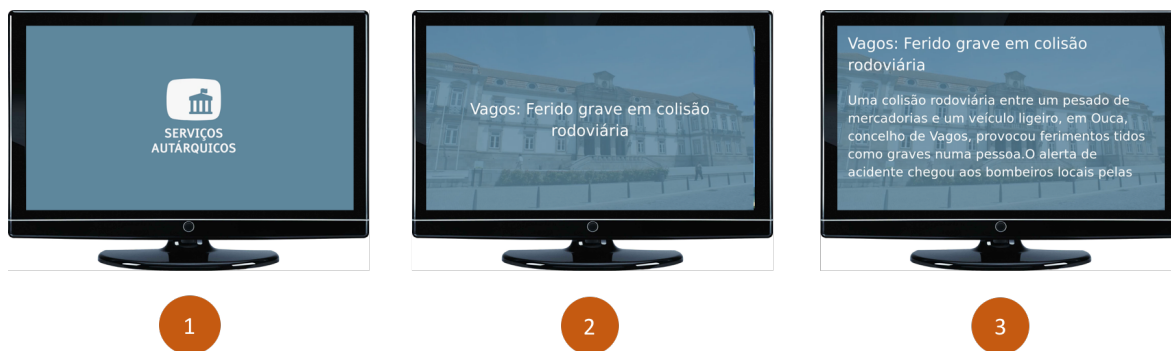 SERVIÇOS
AUTÁRQUICOS
Vagos: Ferido grave em colisão
rodoviária
Vagos: Ferido grave em colisão
rodoviária
Uma colisão rodoviária entre um pesado de
mercadorias e um veículo ligeiro, em Ouca,
concelho de Vagos, provocou ferimentos tidos
como graves numa pessoa.O alerta de
acidente chegou aos bombeiros locais pelas
1
2
3